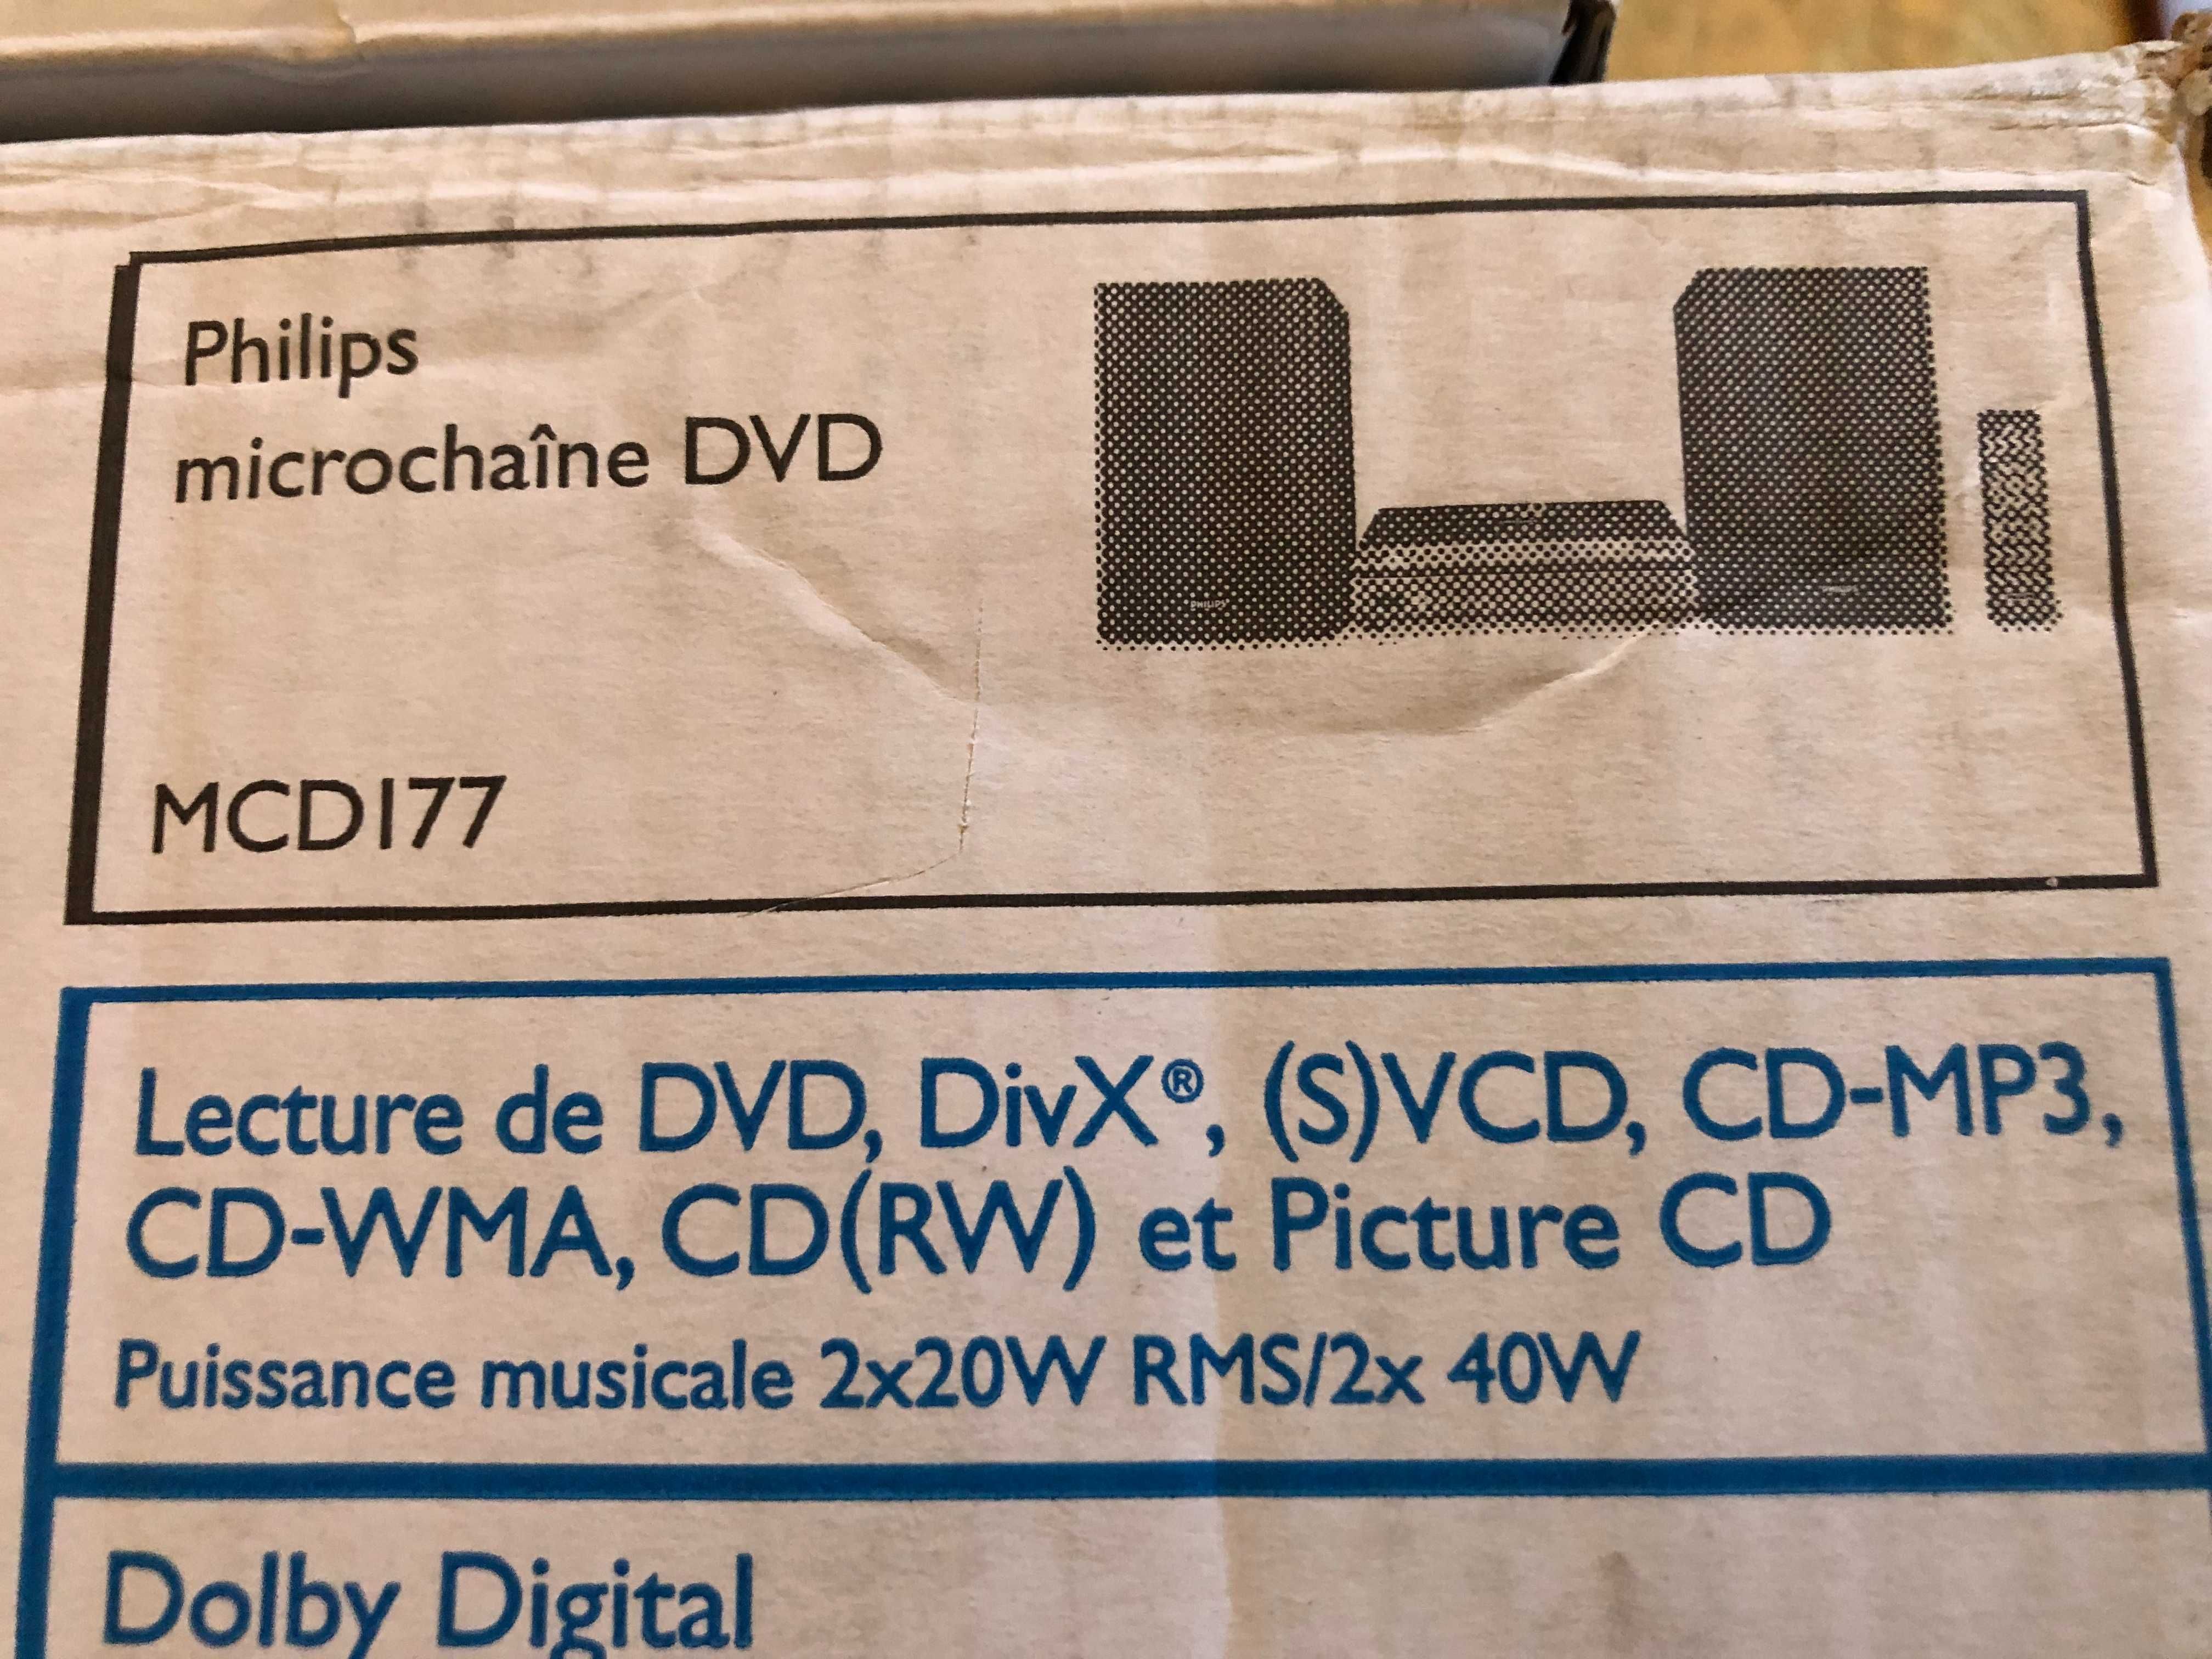 Philips
microchaîne DVD
PHILIPS
MCD177
Lecture de DVD, DivX®, (S)VCD, CD-MP3,
CD-WMA, CD(RW) et Picture CD
Puissance musicale 2x20W RMS/2x 40W
Dolby Digital